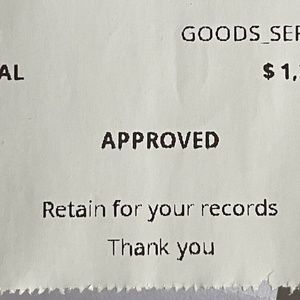 GOODS_SER
AL $ 1,
APPROVED
Retain for your records
Thank you